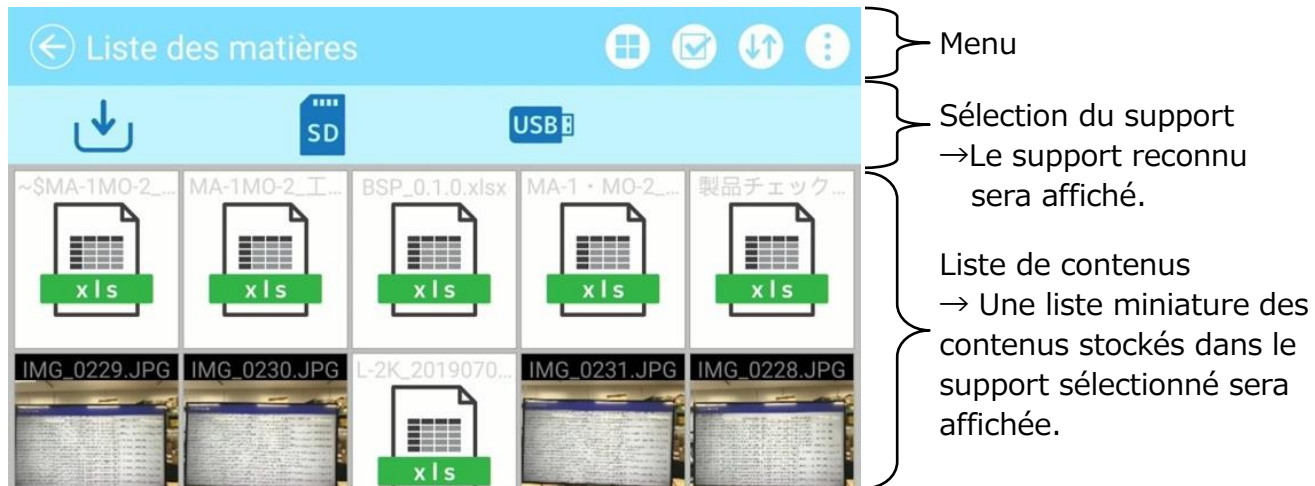 Liste des matières
Menu
SD
USB
Sélection du support
→Le support reconnu
sera affiché.
~$MA-1MO-2_...
MA-1MO-2_工...
BSP_0.1.0.xlsx
MA-1・MO-2_...
製品チェック...
xls
xls
xls
xls
xls
Liste de contenus
→ Une liste miniature des
contenus stockés dans le
support sélectionné sera
affichée.
IMG_0229.JPG
IMG_0230.JPG
L-2K_2019070...
IMG_0231.JPG
IMG_0228.JPG
xls